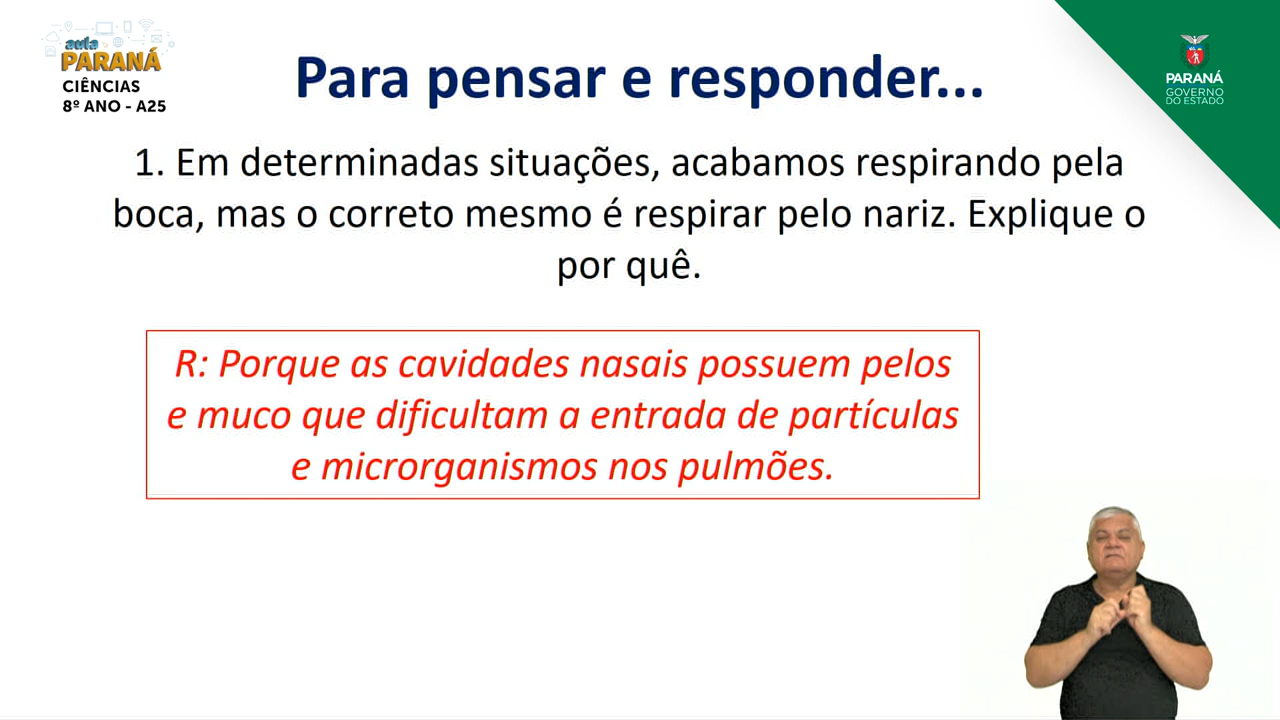 aula
PARANÁ
CIÊNCIAS
8º ANO - A25
Para pensar e responder...
PARANÁ
GOVERNO
DO ESTADO
1. Em determinadas situações, acabamos respirando pela
boca, mas o correto mesmo é respirar pelo nariz. Explique o
por quê.
R: Porque as cavidades nasais possuem pelos
e muco que dificultam a entrada de partículas
e microrganismos nos pulmões.